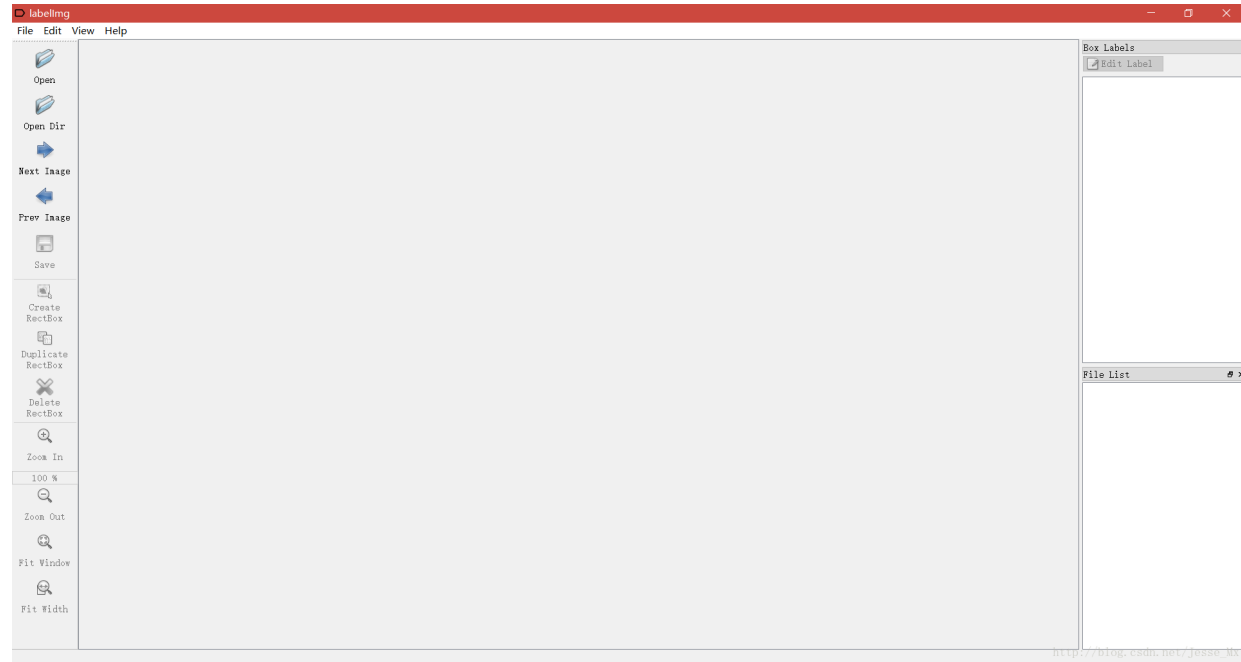 labelImg
File Edit View Help
Open
Open Dir
Next Image
Prev Image
Save
Create
RectBox
Duplicate
RectBox
Delete
RectBox
Zoom In
100 %
Zoom Out
Fit Window
Fit Width
Box Labels
Edit Label
File List
http://blog.csdn.net/Jesse_Mx